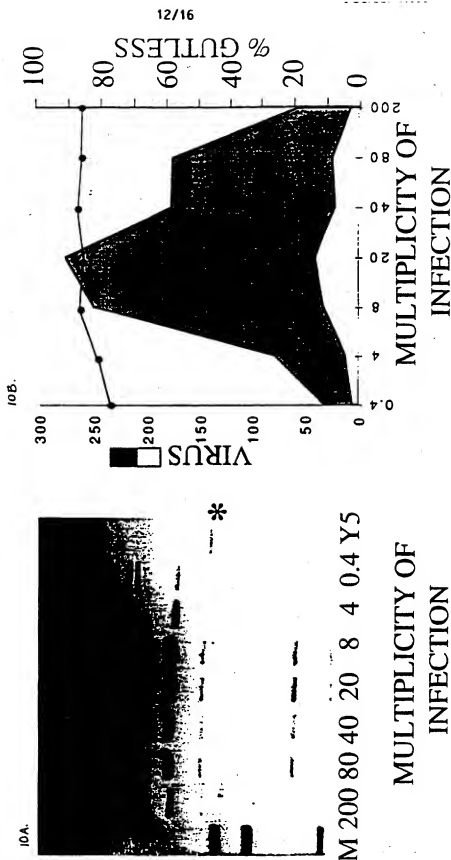 12/16
10B.
VIRUS
300
250
200
150
100
50
0
% GUTLESS
100
80
60
40
20
0
0.4 4 8 20 40 80 200
MULTIPLICITY OF
INFECTION
10A.
*
M 200 80 40 20 8 4 0.4 Y5
MULTIPLICITY OF
INFECTION